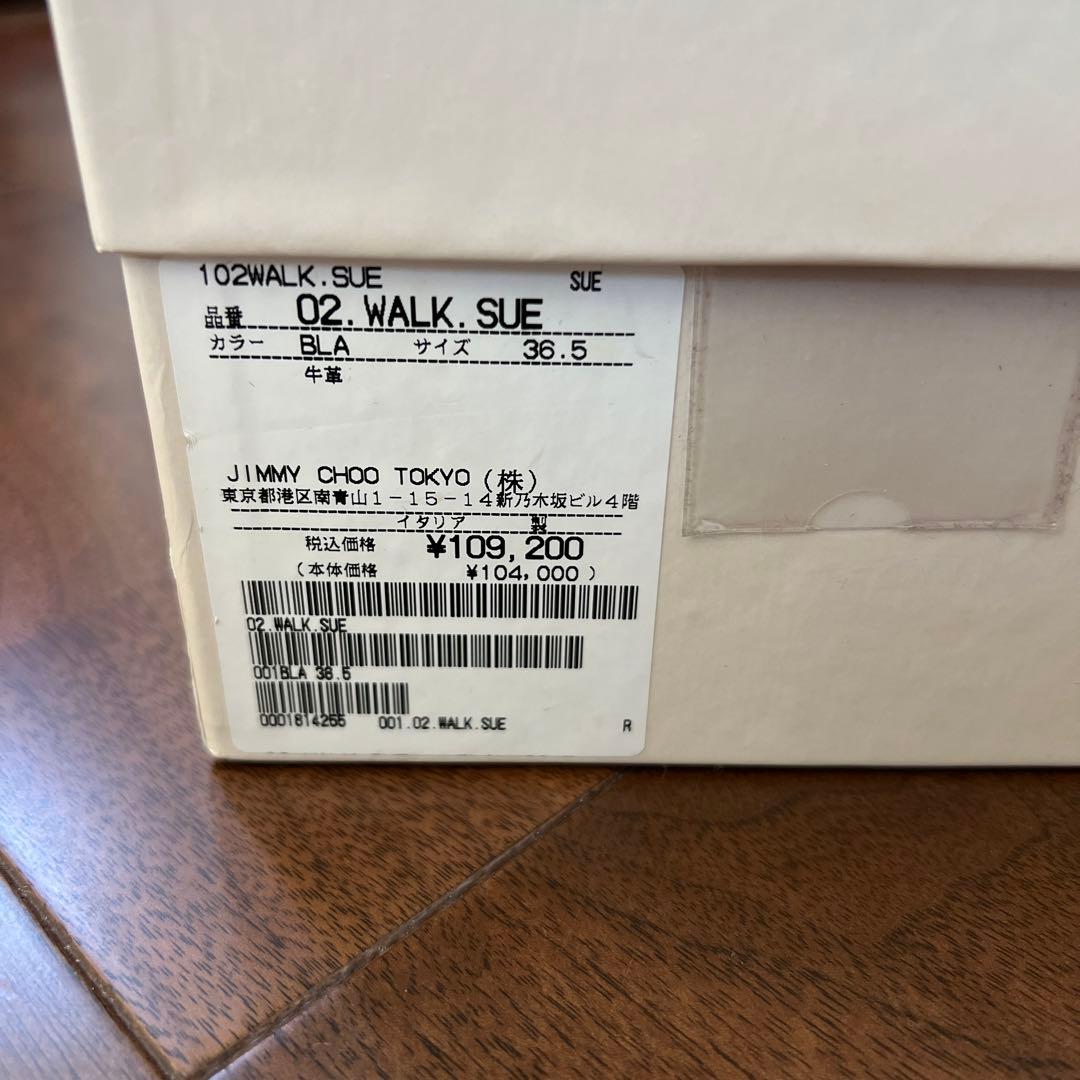 102WALK.SUE SUE
品番 02.WALK.SUE
カラー BLA サイズ 36.5
牛革
JIMMY CHOO TOKYO(株)
東京都港区南青山1-15-14新乃木坂ビル4階
イタリア 製
税込価格 ¥109,200
(本体価格 ¥104,000)
02.WALK.SUE
001BLA 36.5
0001814255 001.02.WALK.SUE R